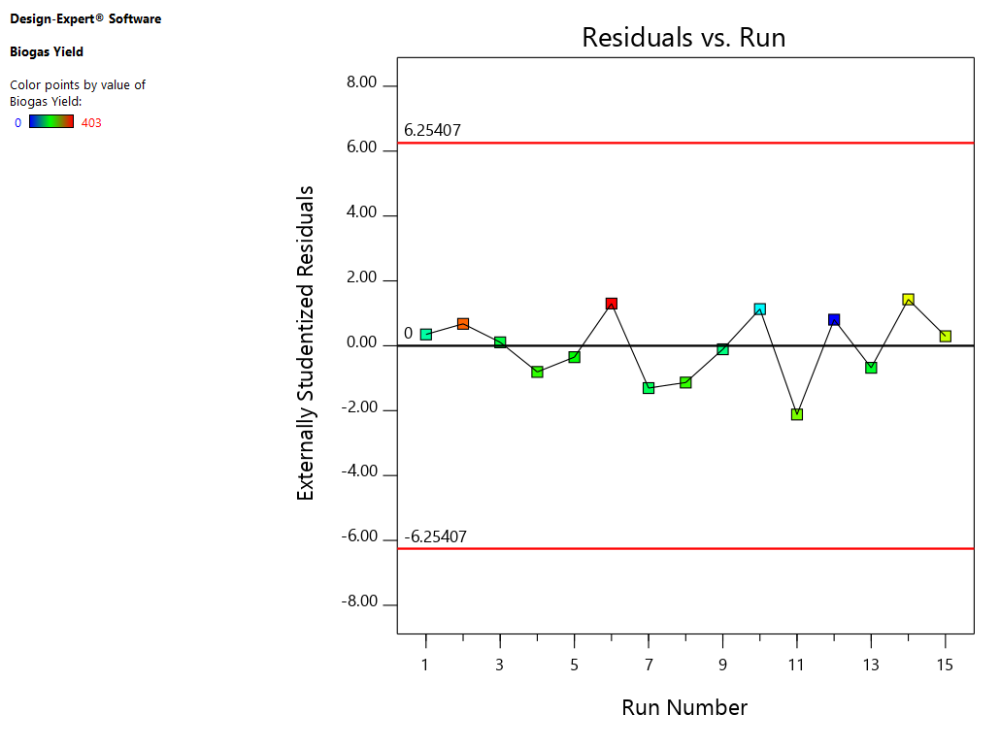 Design-Expert® Software
Biogas Yield
Color points by value of
Biogas Yield:
0 403
Residuals vs. Run
Externally Studentized Residuals
8.00
6.00
4.00
2.00
0.00
-2.00
-4.00
-6.00
-8.00
6.25407
0
-6.25407
1 3 5 7 9 11 13 15
Run Number